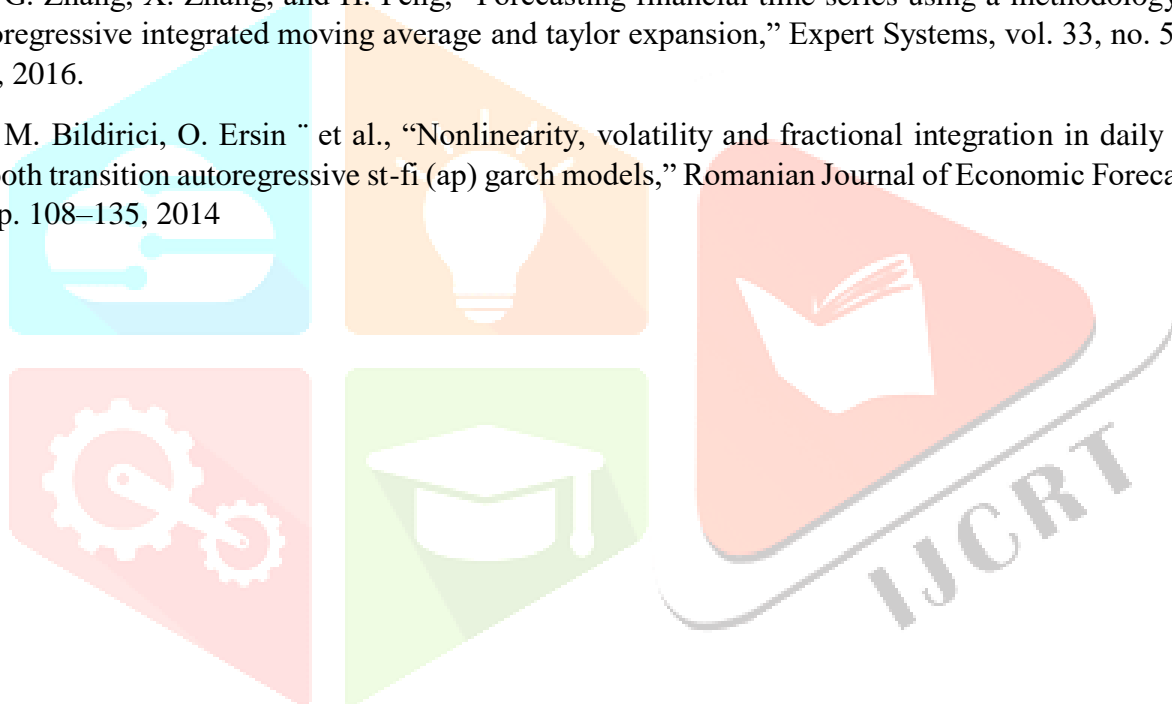 G. Zhang, X. Zhang, and H. Feng, “Forecasting financial time series using a methodology
oregressive integrated moving average and taylor expansion,” Expert Systems, vol. 33, no. 5
, 2016.
M. Bildirici, O. Ersin ¨ et al., “Nonlinearity, volatility and fractional integration in daily
oth transition autoregressive st-fi (ap) garch models,” Romanian Journal of Economic Foreca
p. 108–135, 2014
IJCRT